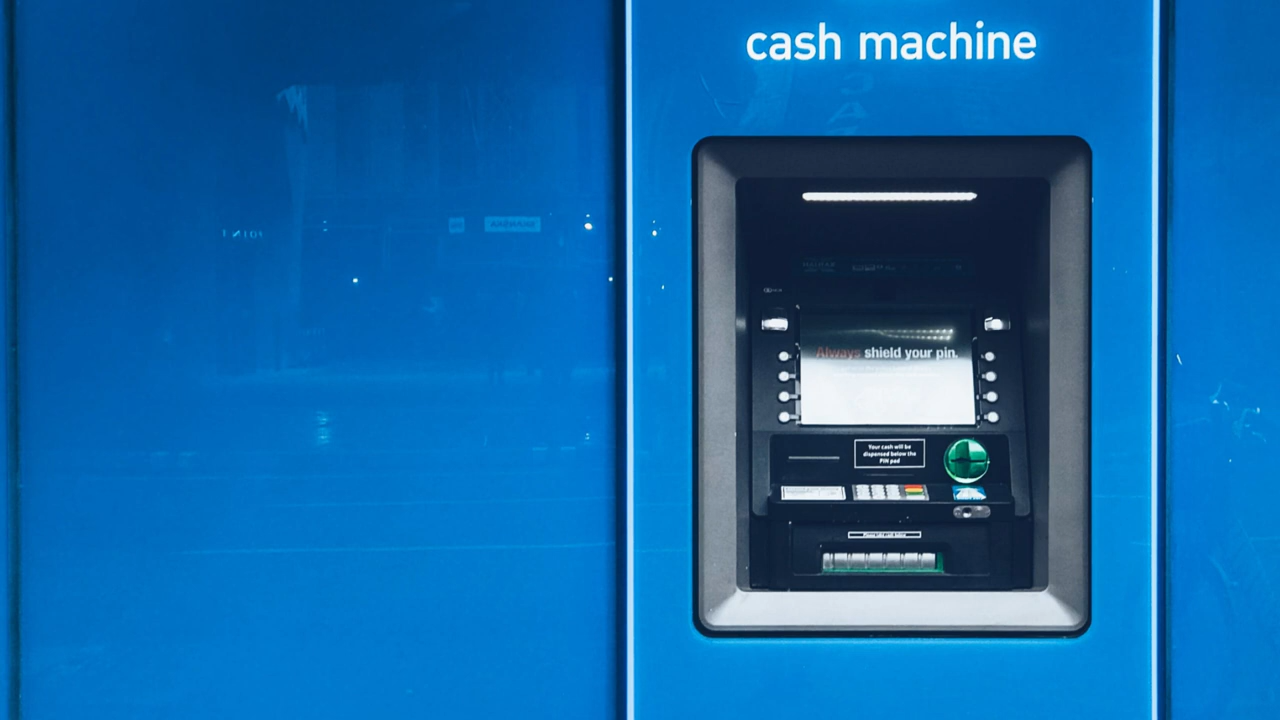 cash machine
Always shield your pin.
Your cash will be
dispensed below the
PIN pad